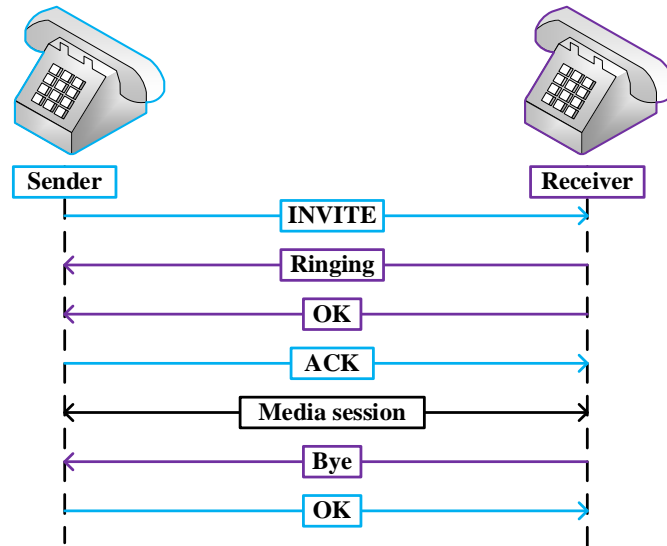 Sender
Receiver
INVITE
Ringing
OK
ACK
Media session
Bye
OK